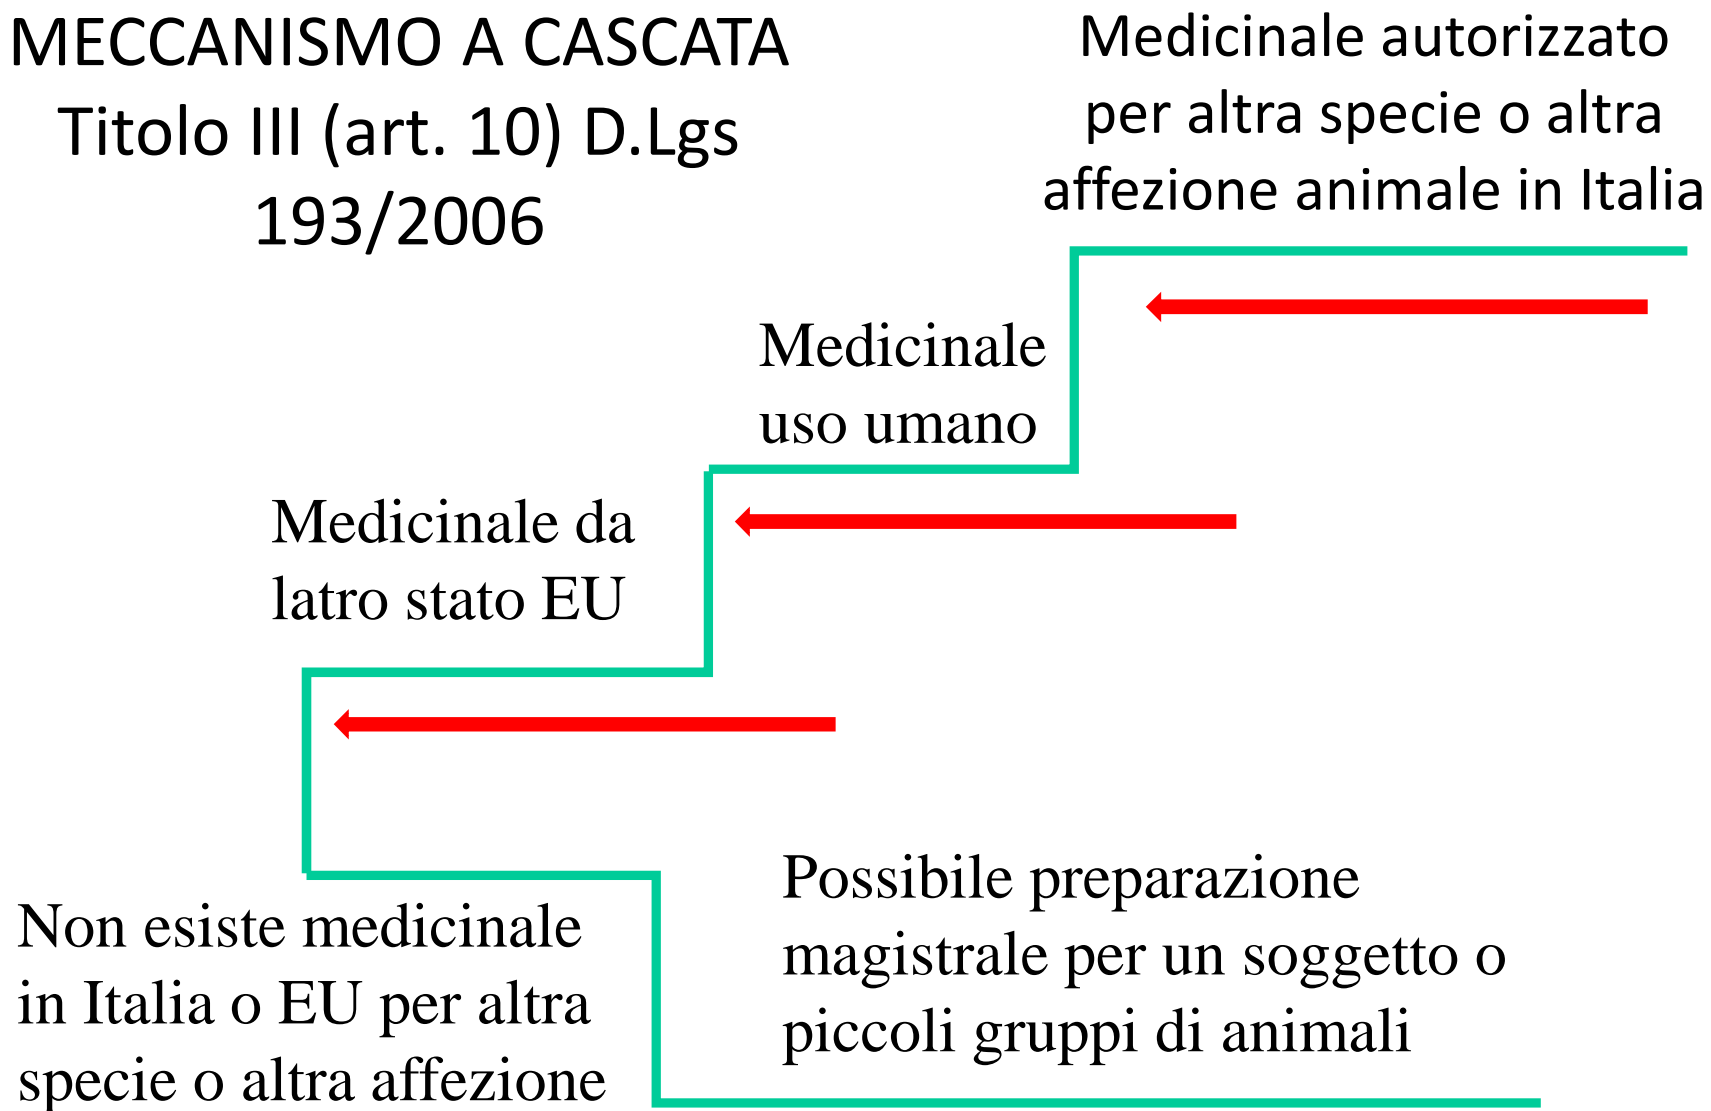 MECCANISMO A CASCATA
Titolo III (art. 10) D.Lgs
193/2006
Medicinale autorizzato
per altra specie o altra
affezione animale in Italia
Medicinale
uso umano
Medicinale da
latro stato EU
Non esiste medicinale
in Italia o EU per altra
specie o altra affezione
Possibile preparazione
magistrale per un soggetto o
piccoli gruppi di animali